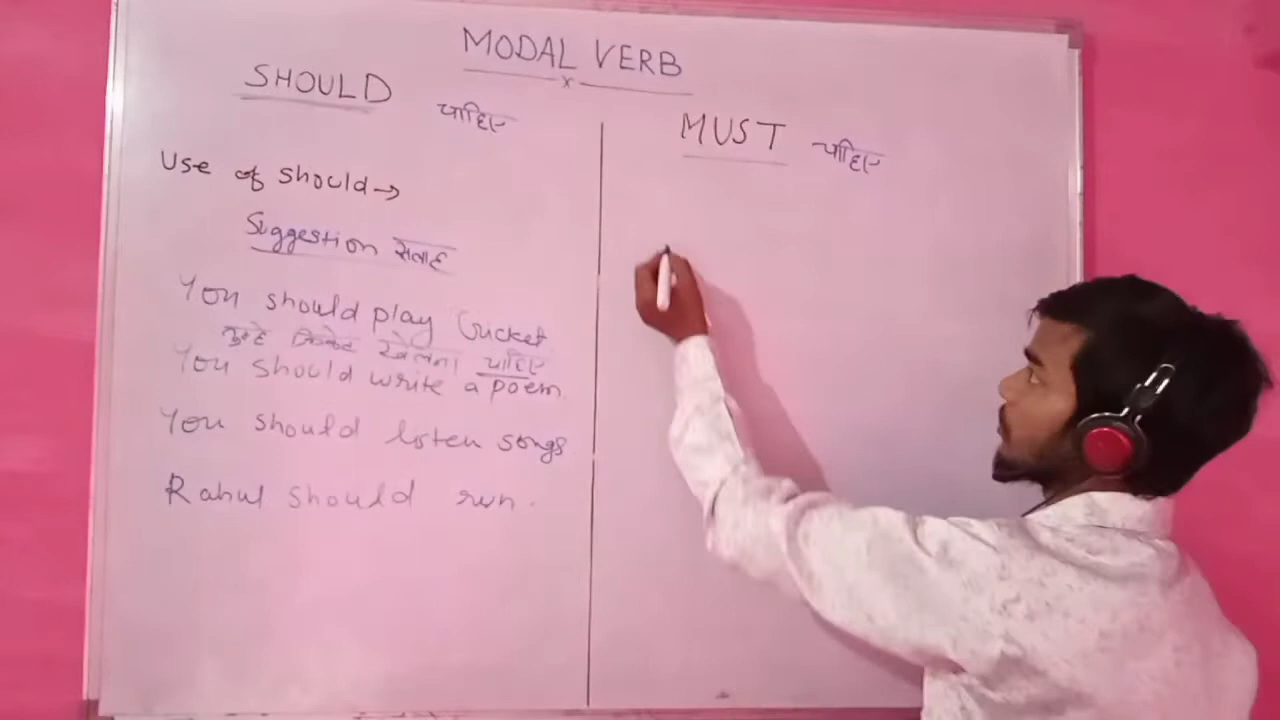 MODAL VERB
SHOULD चाहिए
Use of should→
Suggestion सलाह
You should play Cricket
तुम्हे क्रिकेट खेलना चाहिए
You should write a poem
You should listen songs
Rahul should run.
MUST चाहिए